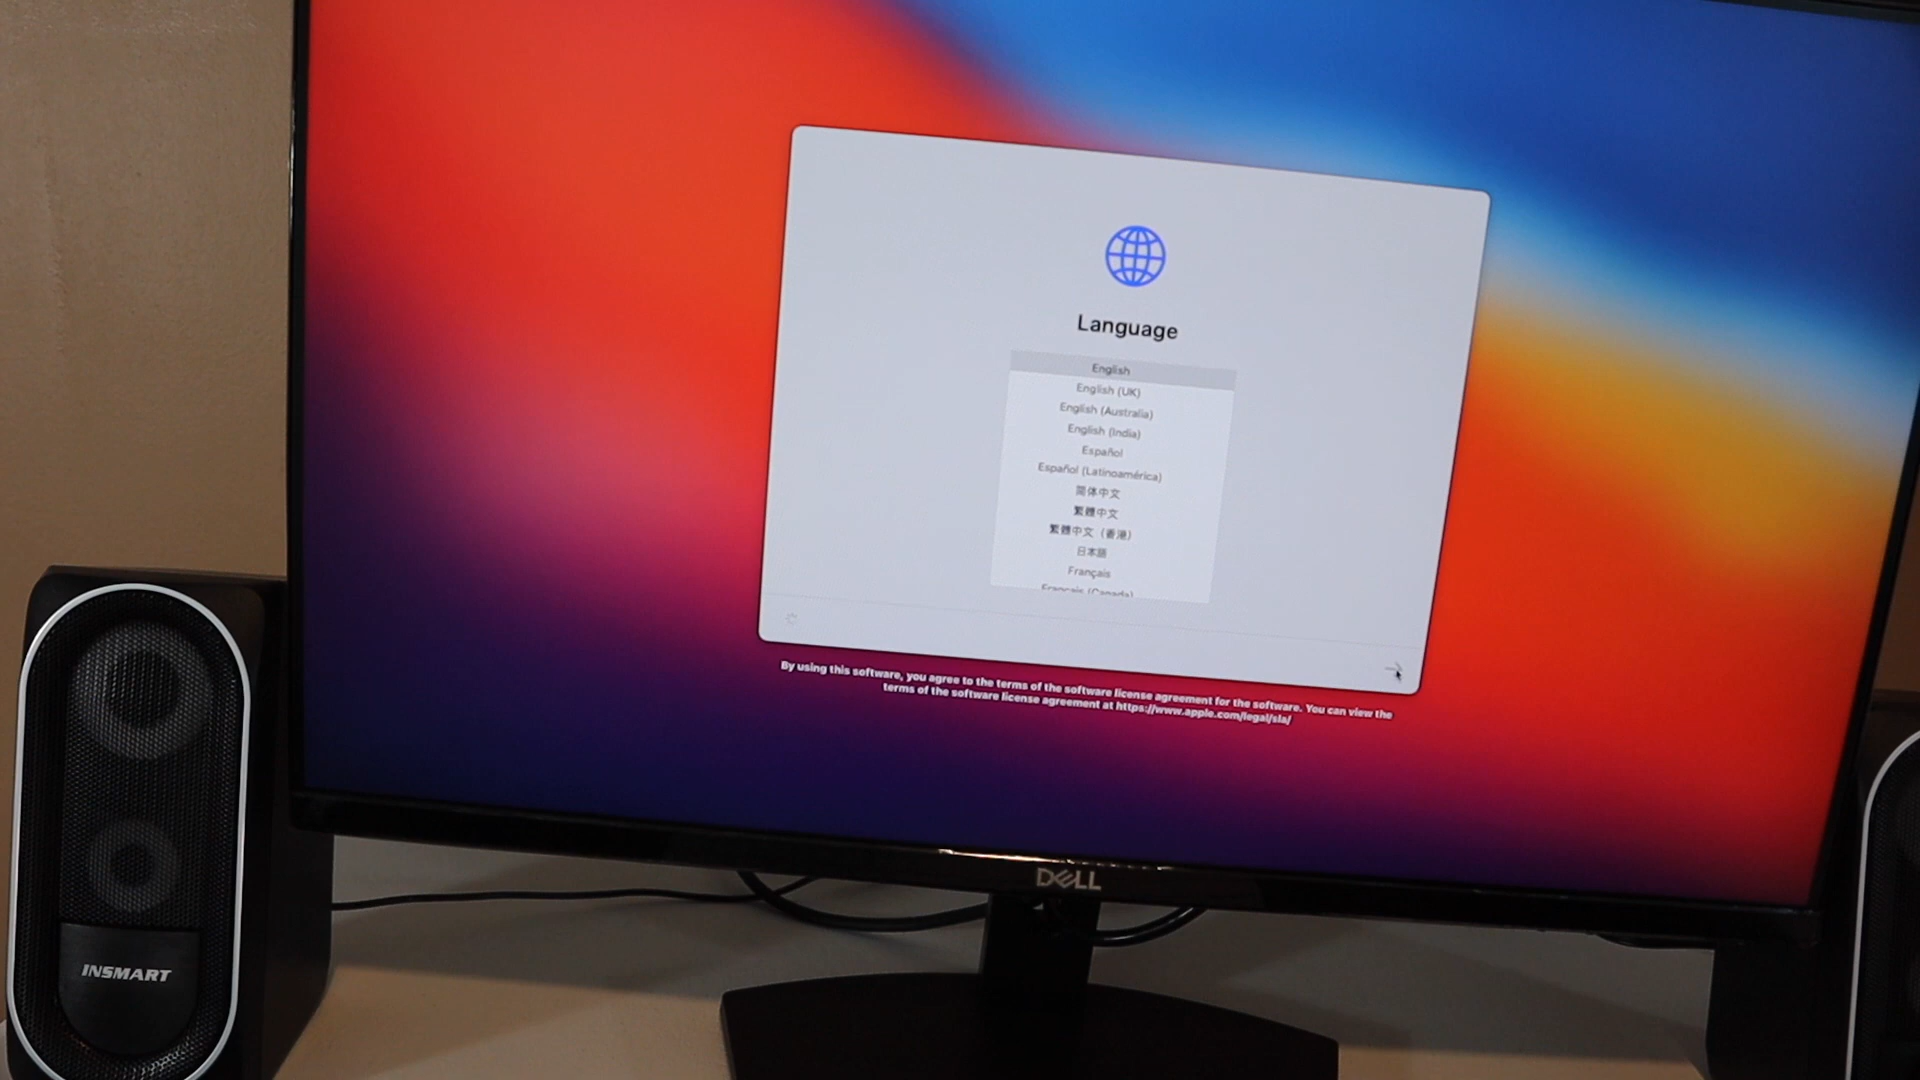 Language
English
English (UK)
English (Australia)
English (India)
Español
Español (Latinoamérica)
简体中文
繁體中文
繁體中文（香港）
日本語
Français
Français (Canada)
By using this software, you agree to the terms of the software license agreement for the software. You can view the
terms of the software license agreement at https://www.apple.com/legal/sla/
DELL
INSMART